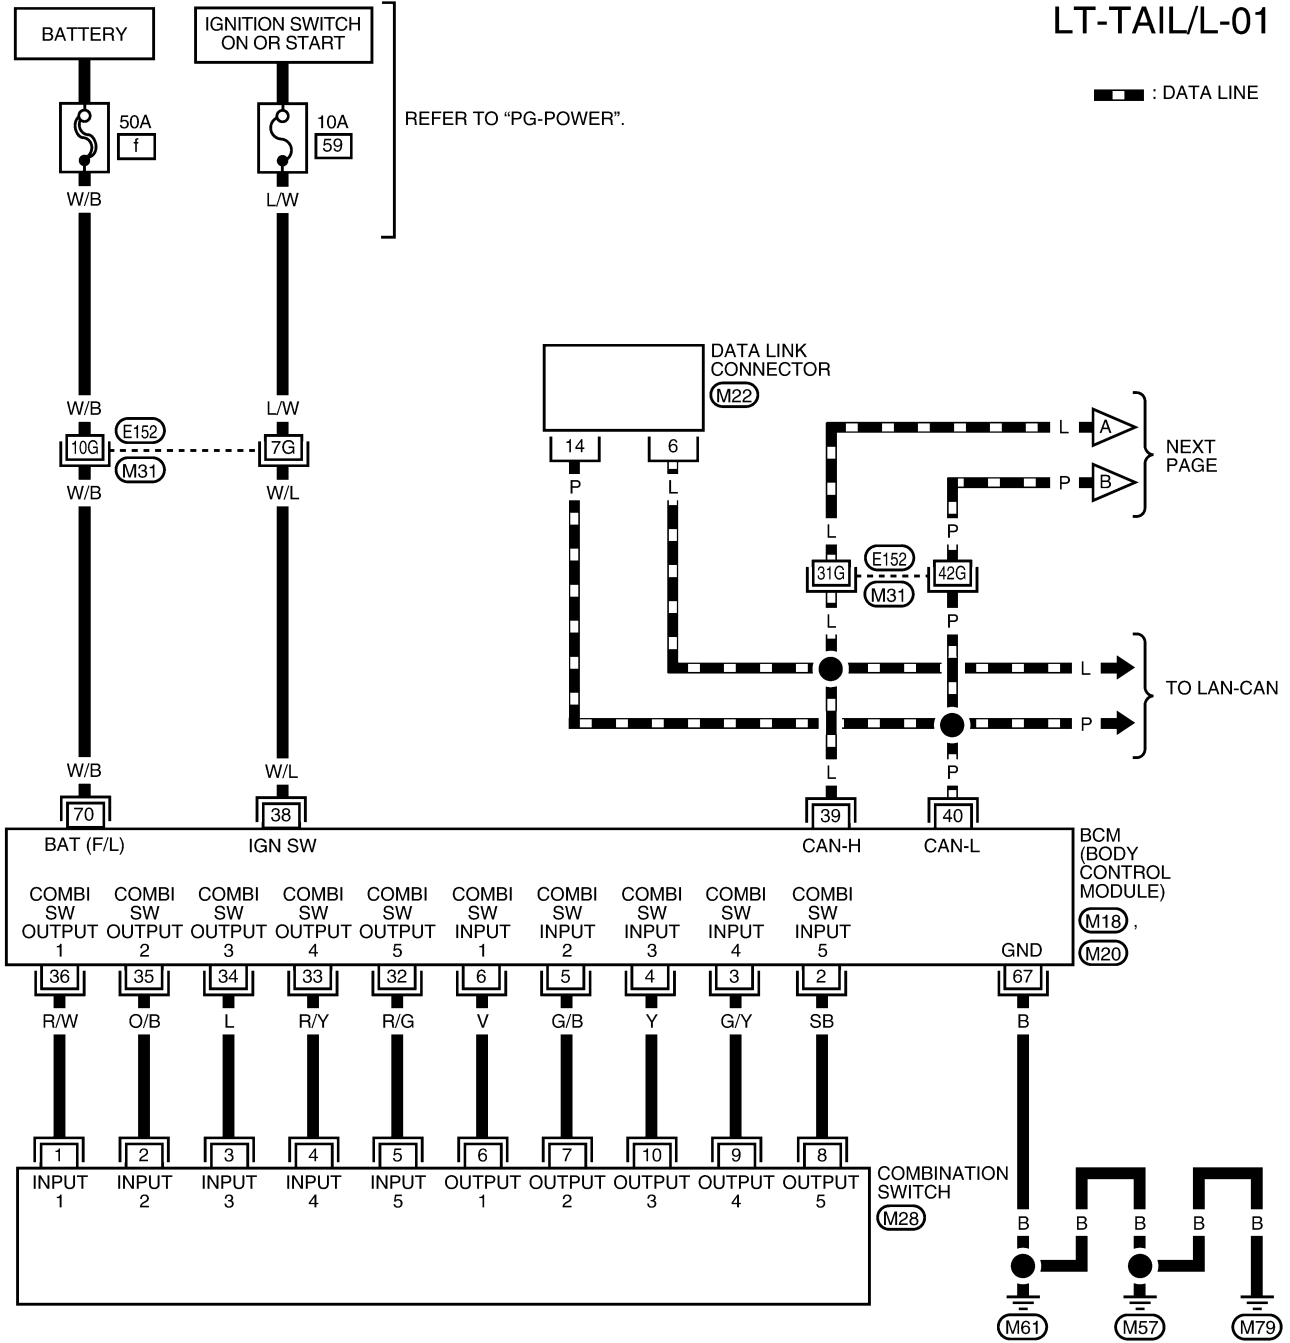 LT-TAIL/L-01
BATTERY
IGNITION SWITCH
ON OR START
: DATA LINE
50A
f
10A
59
REFER TO “PG-POWER”.
W/B
L/W
DATA LINK
CONNECTOR
M22
14
6
P
L
W/B
L/W
10G
E152
M31
7G
W/B
W/L
L
A
P
B
NEXT
PAGE
L
P
31G
E152
M31
42G
L
P
L
P
TO LAN-CAN
W/B
W/L
L
P
70
38
39
40
BAT (F/L)
IGN SW
CAN-H
CAN-L
BCM
(BODY
CONTROL
MODULE)
M18 ,
M20
COMBI
SW
OUTPUT
1
COMBI
SW
OUTPUT
2
COMBI
SW
OUTPUT
3
COMBI
SW
OUTPUT
4
COMBI
SW
OUTPUT
5
COMBI
SW
INPUT
1
COMBI
SW
INPUT
2
COMBI
SW
INPUT
3
COMBI
SW
INPUT
4
COMBI
SW
INPUT
5
GND
36
35
34
33
32
6
5
4
3
2
67
R/W
O/B
L
R/Y
R/G
V
G/B
Y
G/Y
SB
B
1
2
3
4
5
6
7
10
9
8
INPUT
1
INPUT
2
INPUT
3
INPUT
4
INPUT
5
OUTPUT
1
OUTPUT
2
OUTPUT
3
OUTPUT
4
OUTPUT
5
COMBINATION
SWITCH
M28
B
B
B
B
B
M61
M57
M79